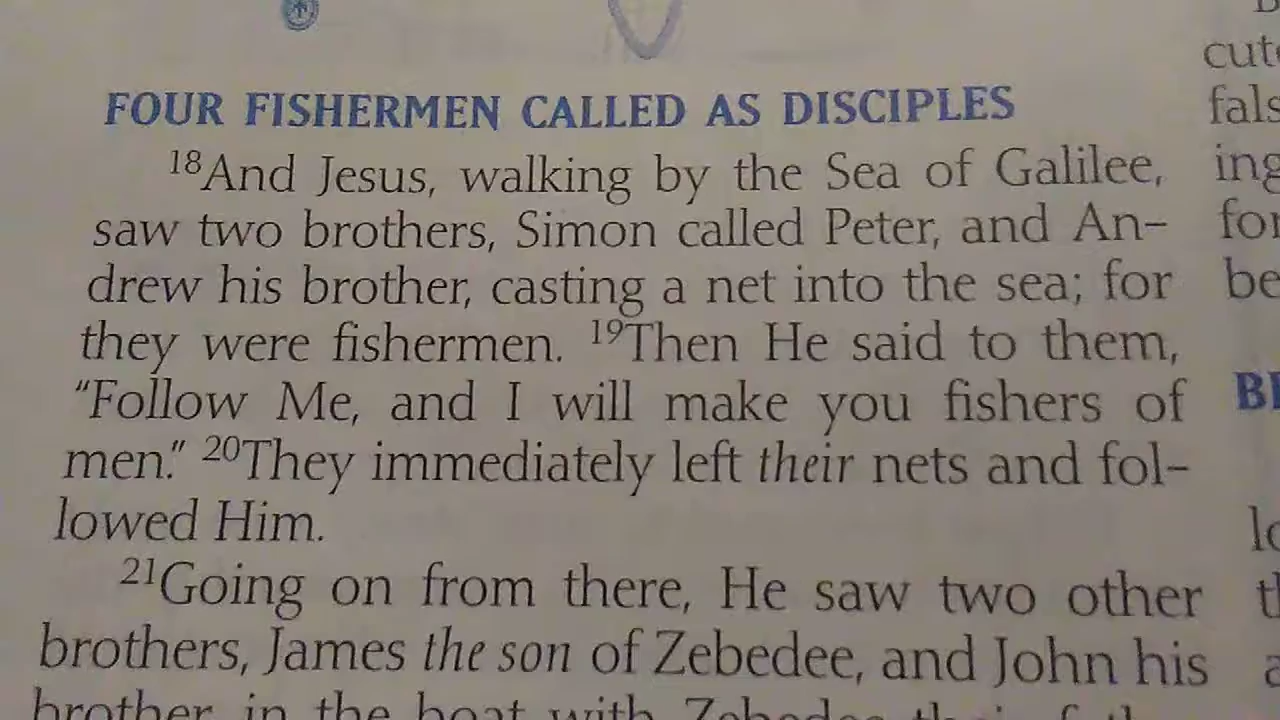 FOUR FISHERMEN CALLED AS DISCIPLES
18And Jesus, walking by the Sea of Galilee,
saw two brothers, Simon called Peter, and An-
drew his brother, casting a net into the sea; for
they were fishermen. 19Then He said to them,
"Follow Me, and I will make you fishers of
men." 20They immediately left their nets and fol-
lowed Him.
21Going on from there, He saw two other
brothers, James the son of Zebedee, and John his
brother, in the boat with Zebedee